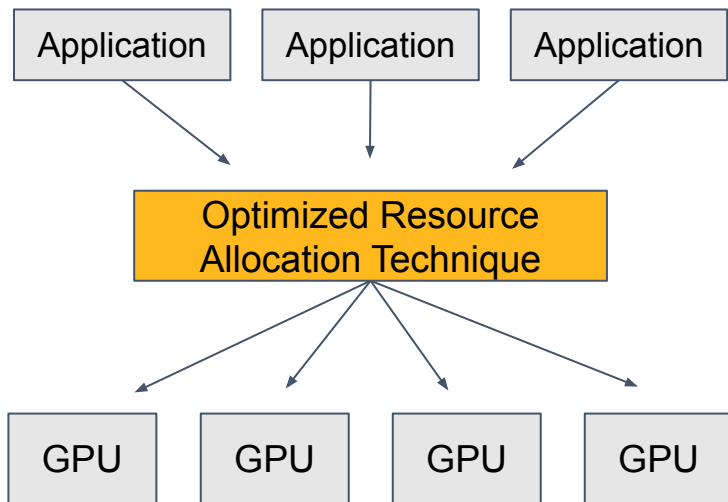 Application
Application
Application
Optimized Resource
Allocation Technique
GPU
GPU
GPU
GPU